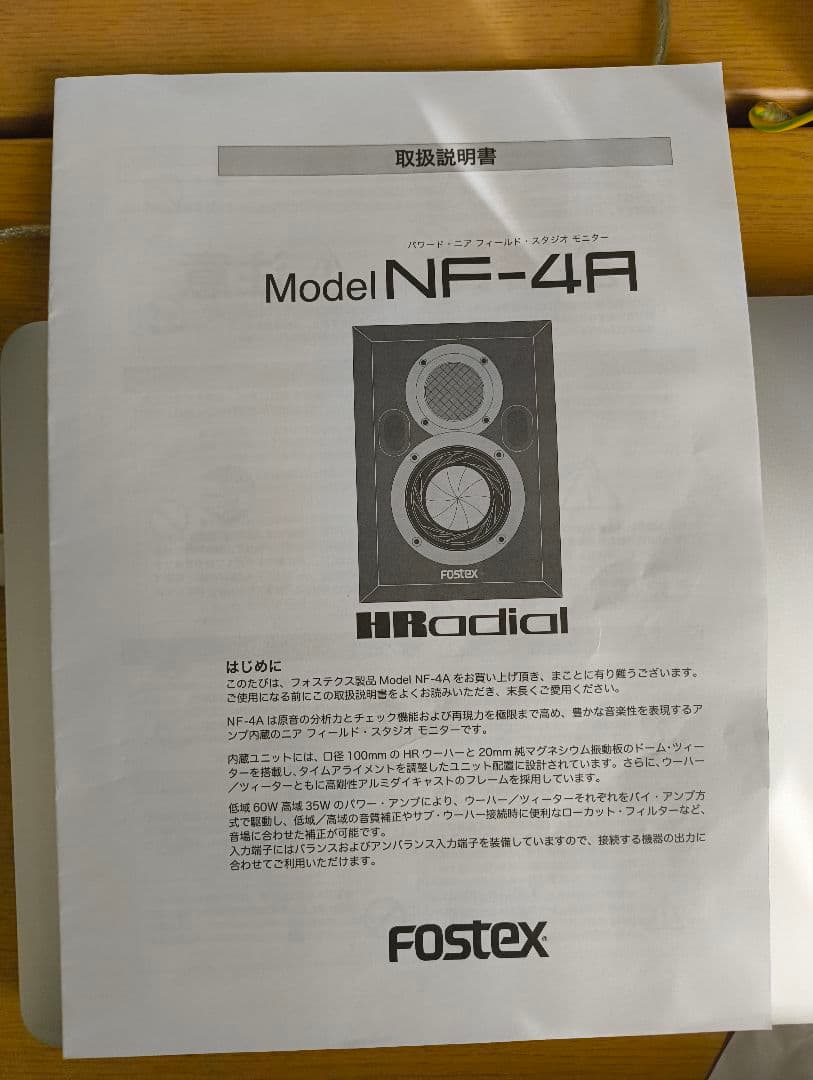 取扱説明書
パワード・ニア フィールド・スタジオ モニター
Model NF-4A
FOSTEX
HRadial
はじめに
このたびは、フォステクス製品 Model NF-4A をお買い上げ頂き、まことに有り難うございます。
ご使用になる前にこの取扱説明書をよくお読みいただき、末長くご愛用ください。
NF-4A は原音の分析力とチェック機能および再現力を極限まで高め、豊かな音楽性を表現するア
ンプ内蔵のニア フィールド・スタジオ モニターです。
内蔵ユニットには、口径 100mm の HR ウーハーと 20mm 純マグネシウム振動板のドーム・ツィー
ターを搭載し、タイムアライメントを調整したユニット配置に設計されています。さらに、ウーハー
／ツィーターともに高剛性アルミダイキャストのフレームを採用しています。
低域 60W 高域 35W のパワー・アンプにより、ウーハー／ツィーターそれぞれをバイ・アンプ方
式で駆動し、低域／高域の音質補正やサブ・ウーハー接続時に便利なローカット・フィルターなど、
音場に合わせた補正が可能です。
入力端子にはバランスおよびアンバランス入力端子を装備していますので、接続する機器の出力に
合わせてご利用いただけます。
FOSTEX®